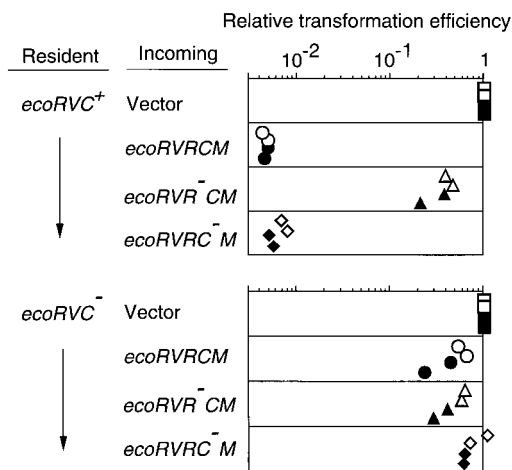 Relative transformation efficiency
Resident Incoming 10⁻² 10⁻¹ 1
ecoRVC⁺ Vector
ecoRVRCM
ecoRVR⁻CM
ecoRVRC⁻M
ecoRVC⁻ Vector
ecoRVRCM
ecoRVR⁻CM
ecoRVRC⁻M